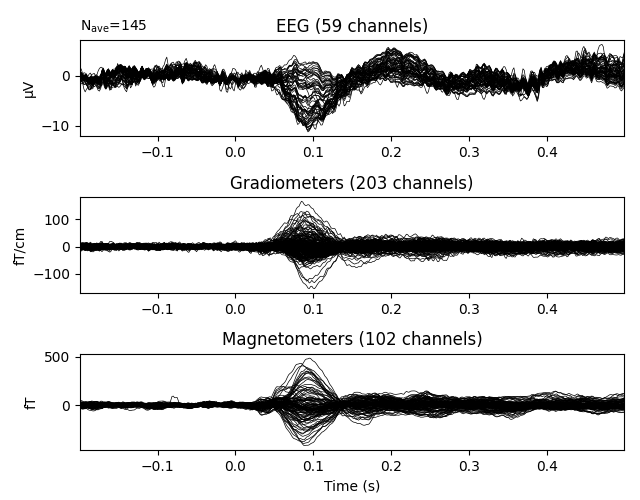 N_ave=145
EEG (59 channels)
0
−10
µV
−0.1 0.0 0.1 0.2 0.3 0.4
Gradiometers (203 channels)
100
0
−100
fT/cm
−0.1 0.0 0.1 0.2 0.3 0.4
Magnetometers (102 channels)
500
0
fT
−0.1 0.0 0.1 0.2 0.3 0.4
Time (s)